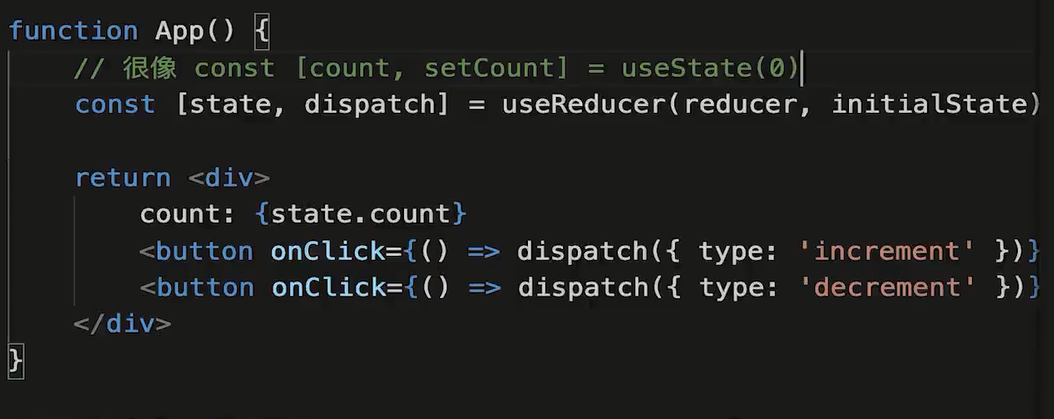 function App() {
// 很像 const [count, setCount] = useState(0)
const [state, dispatch] = useReducer(reducer, initialState)
return <div>
count: {state.count}
<button onClick={() => dispatch({ type: 'increment' })}
<button onClick={() => dispatch({ type: 'decrement' })}
</div>
}